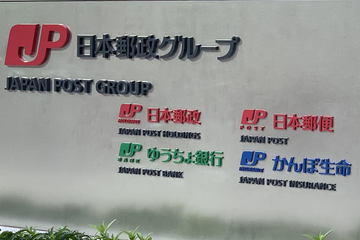 JP 日本郵政グループ
JAPAN POST GROUP
JP 日本郵政
JAPAN POST HOLDINGS
JP 日本郵便
JAPAN POST
JP ゆうちょ銀行
JAPAN POST BANK
JP かんぽ生命
JAPAN POST INSURANCE